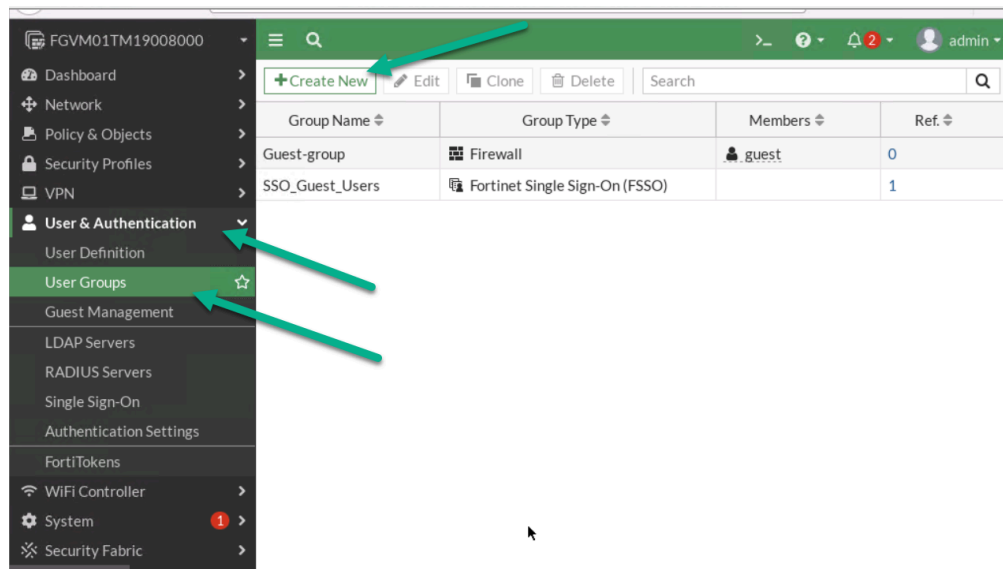 FGVM01TM19008000
>_ ? 2 admin
Dashboard
Network
Policy & Objects
Security Profiles
VPN
User & Authentication
User Definition
User Groups
Guest Management
LDAP Servers
RADIUS Servers
Single Sign-On
Authentication Settings
FortiTokens
WiFi Controller
System 1
Security Fabric
+Create New Edit Clone Delete Search
Group Name Group Type Members Ref.
Guest-group Firewall guest 0
SSO_Guest_Users Fortinet Single Sign-On (FSSO) 1